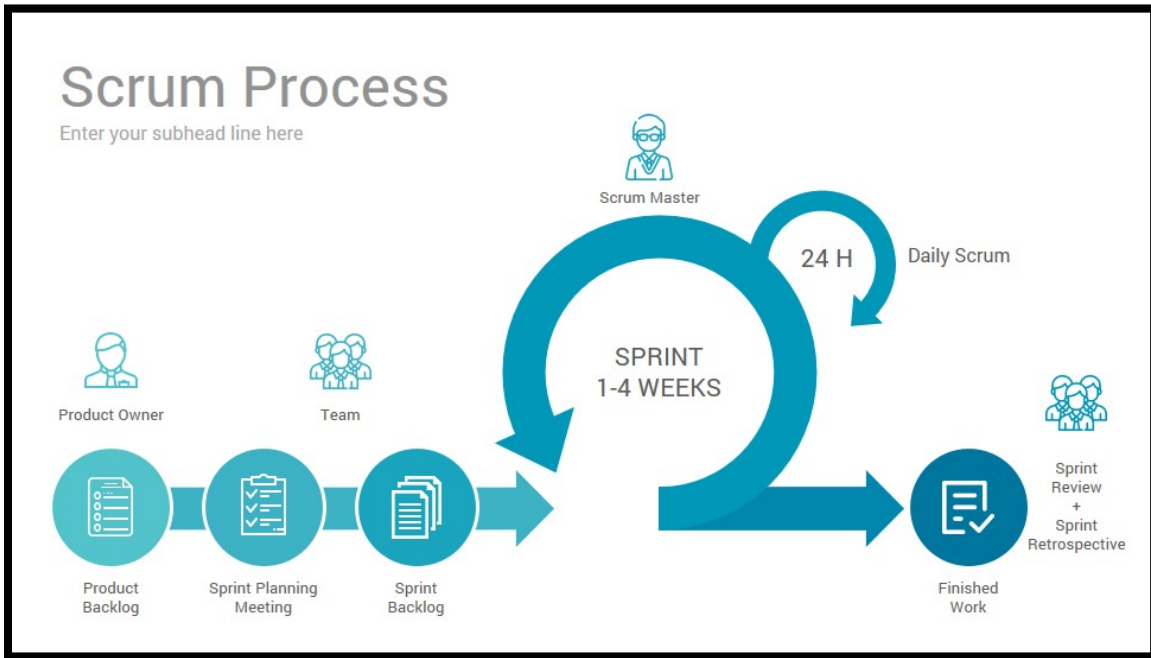 Scrum Process
Enter your subhead line here
Scrum Master
24 H
Daily Scrum
SPRINT
1-4 WEEKS
Product Owner
Team
Product
Backlog
Sprint Planning
Meeting
Sprint
Backlog
Finished
Work
Sprint
Review
+
Sprint
Retrospective